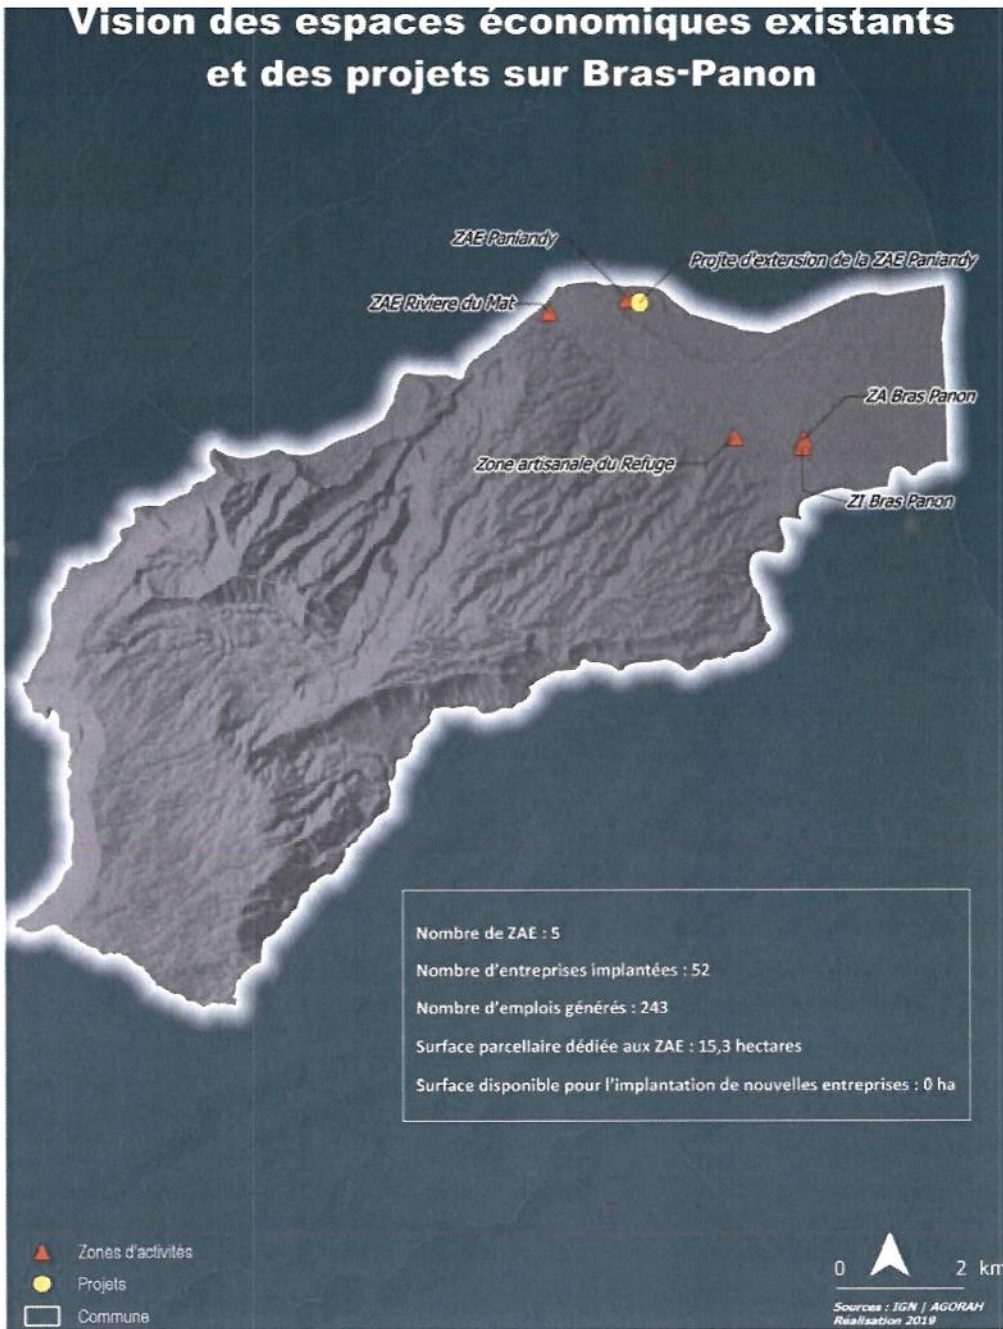 Vision des espaces économiques existants
et des projets sur Bras-Panon
ZAE Paniandy
Projte d'extension de la ZAE Paniandy
ZAE Riviere du Mat
ZA Bras Panon
Zone artisanale du Refuge
ZI Bras Panon
Nombre de ZAE : 5
Nombre d'entreprises implantées : 52
Nombre d'emplois générés : 243
Surface parcellaire dédiée aux ZAE : 15,3 hectares
Surface disponible pour l'implantation de nouvelles entreprises : 0 ha
Zones d'activités
Projets
Commune
0 2 km
Sources : IGN | AGORAH
Réalisation 2019